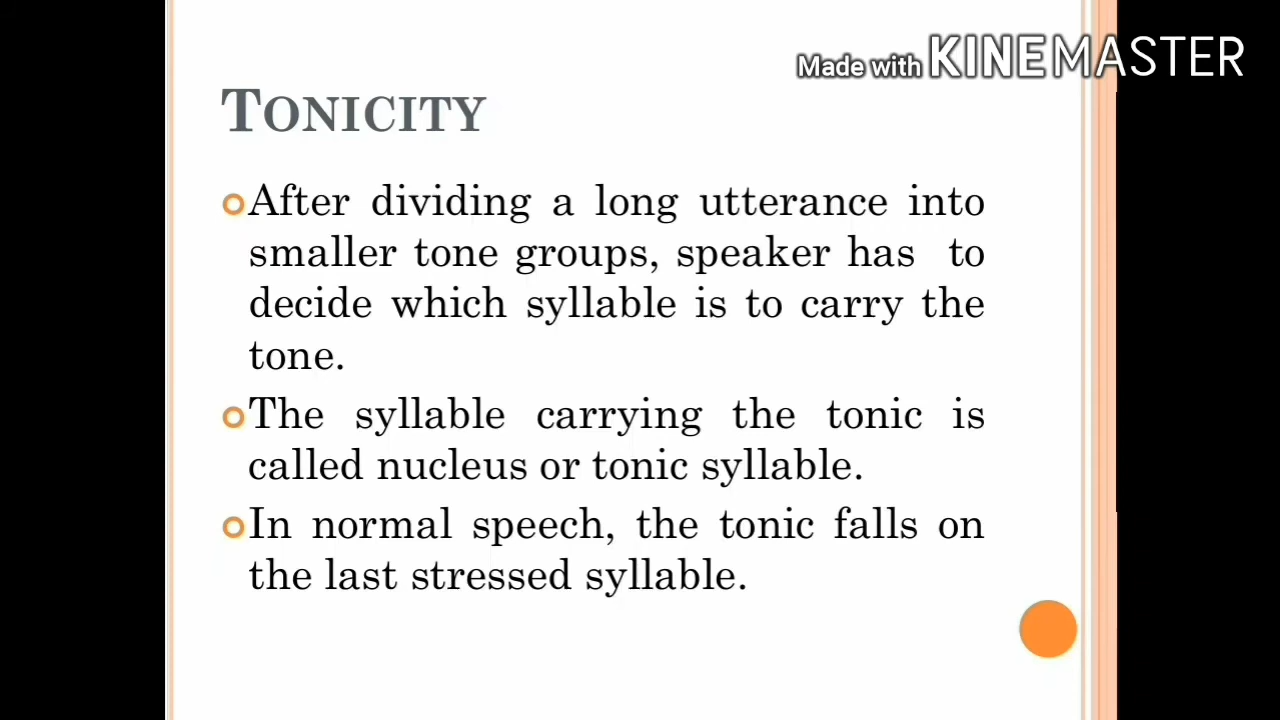 Made with KINEMASTER
TONICITY
After dividing a long utterance into
smaller tone groups, speaker has to
decide which syllable is to carry the
tone.
The syllable carrying the tonic is
called nucleus or tonic syllable.
In normal speech, the tonic falls on
the last stressed syllable.